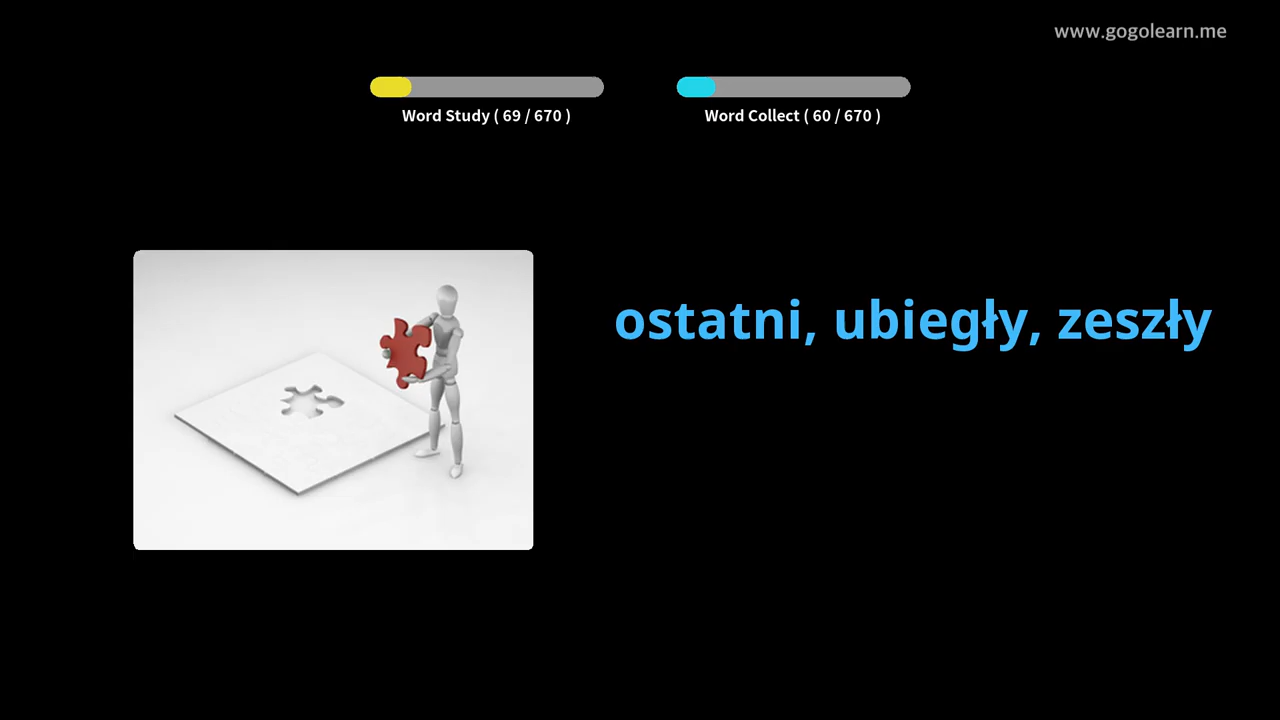 www.gogolearn.me
Word Study ( 69 / 670 )
Word Collect ( 60 / 670 )
ostatni, ubiegły, zeszły